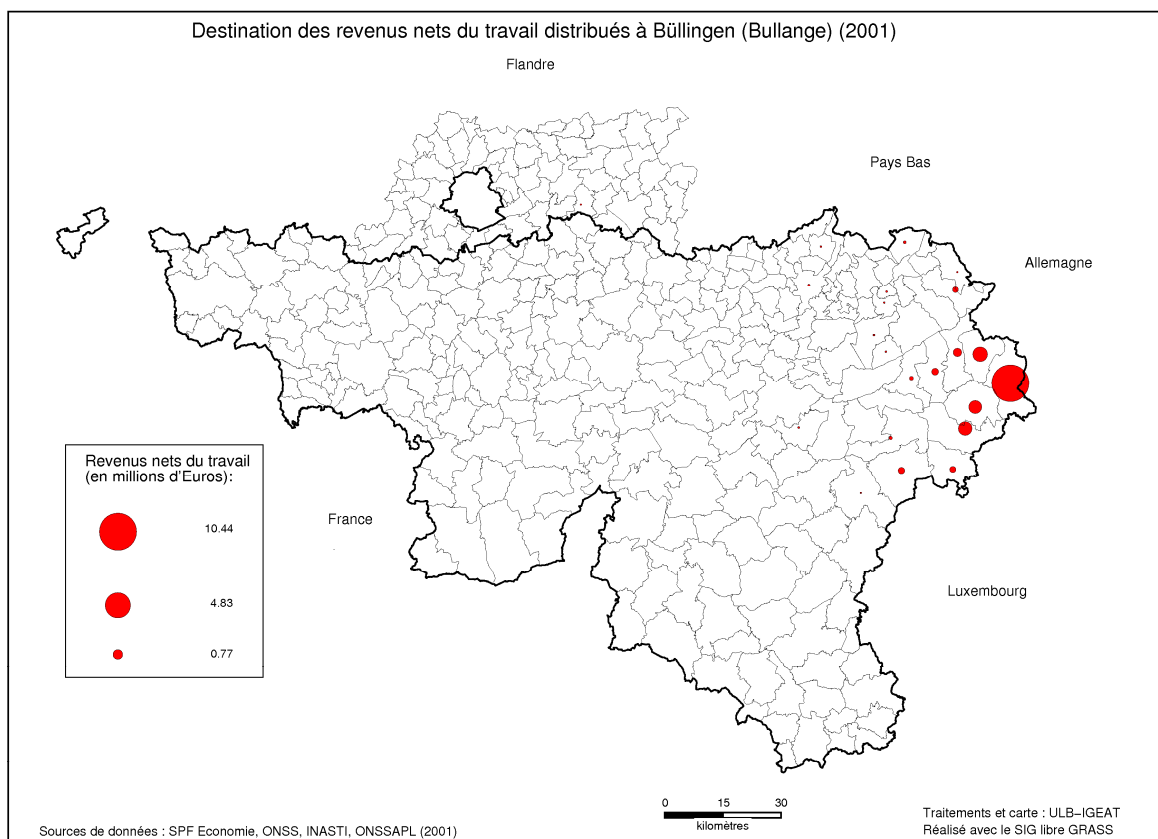 Destination des revenus nets du travail distribués à Büllingen (Bullange) (2001)
Flandre
Pays Bas
Allemagne
Revenus nets du travail
(en millions d'Euros):
10.44
4.83
0.77
France
Luxembourg
0 15 30
kilomètres
Sources de données : SPF Economie, ONSS, INASTI, ONSSAPL (2001)
Traitements et carte : ULB-IGEAT
Réalisé avec le SIG libre GRASS